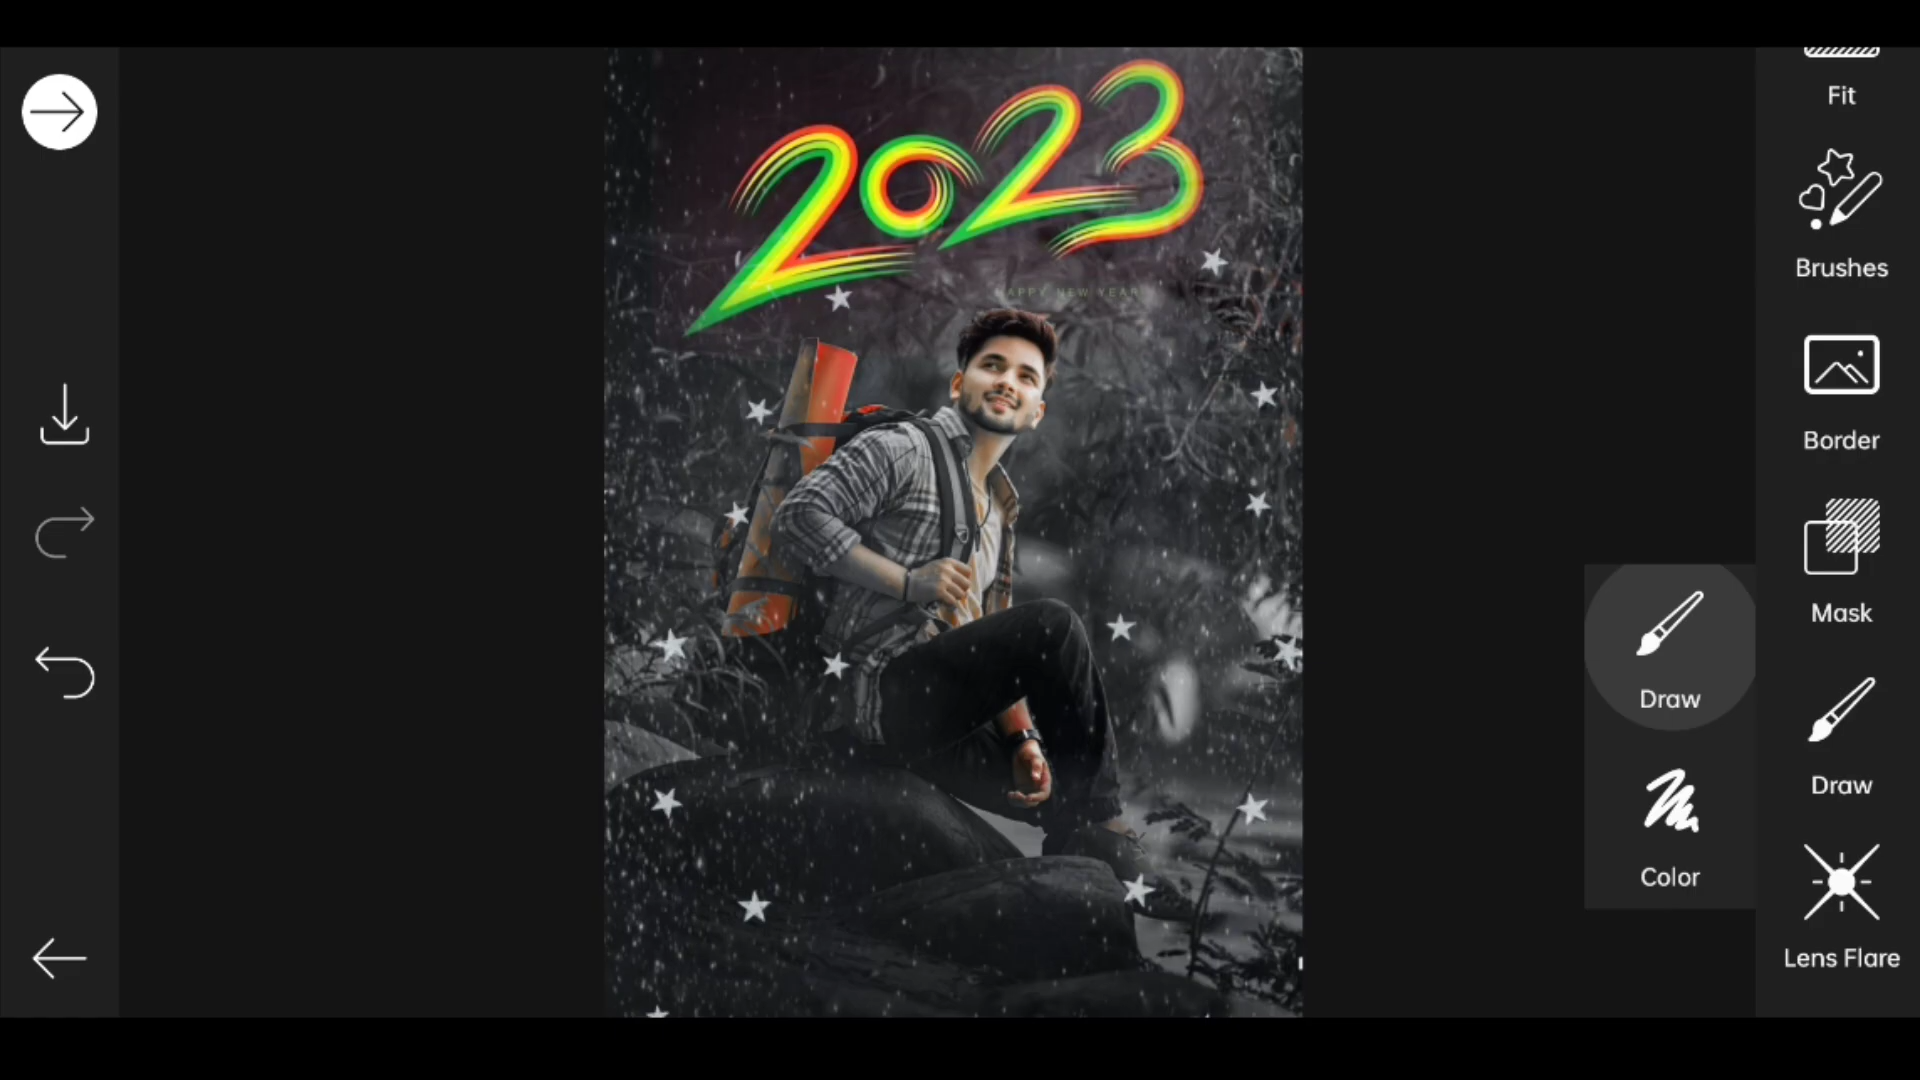 2023
HAPPY NEW YEAR
Fit
Brushes
Border
Mask
Draw
Draw
Color
Lens Flare